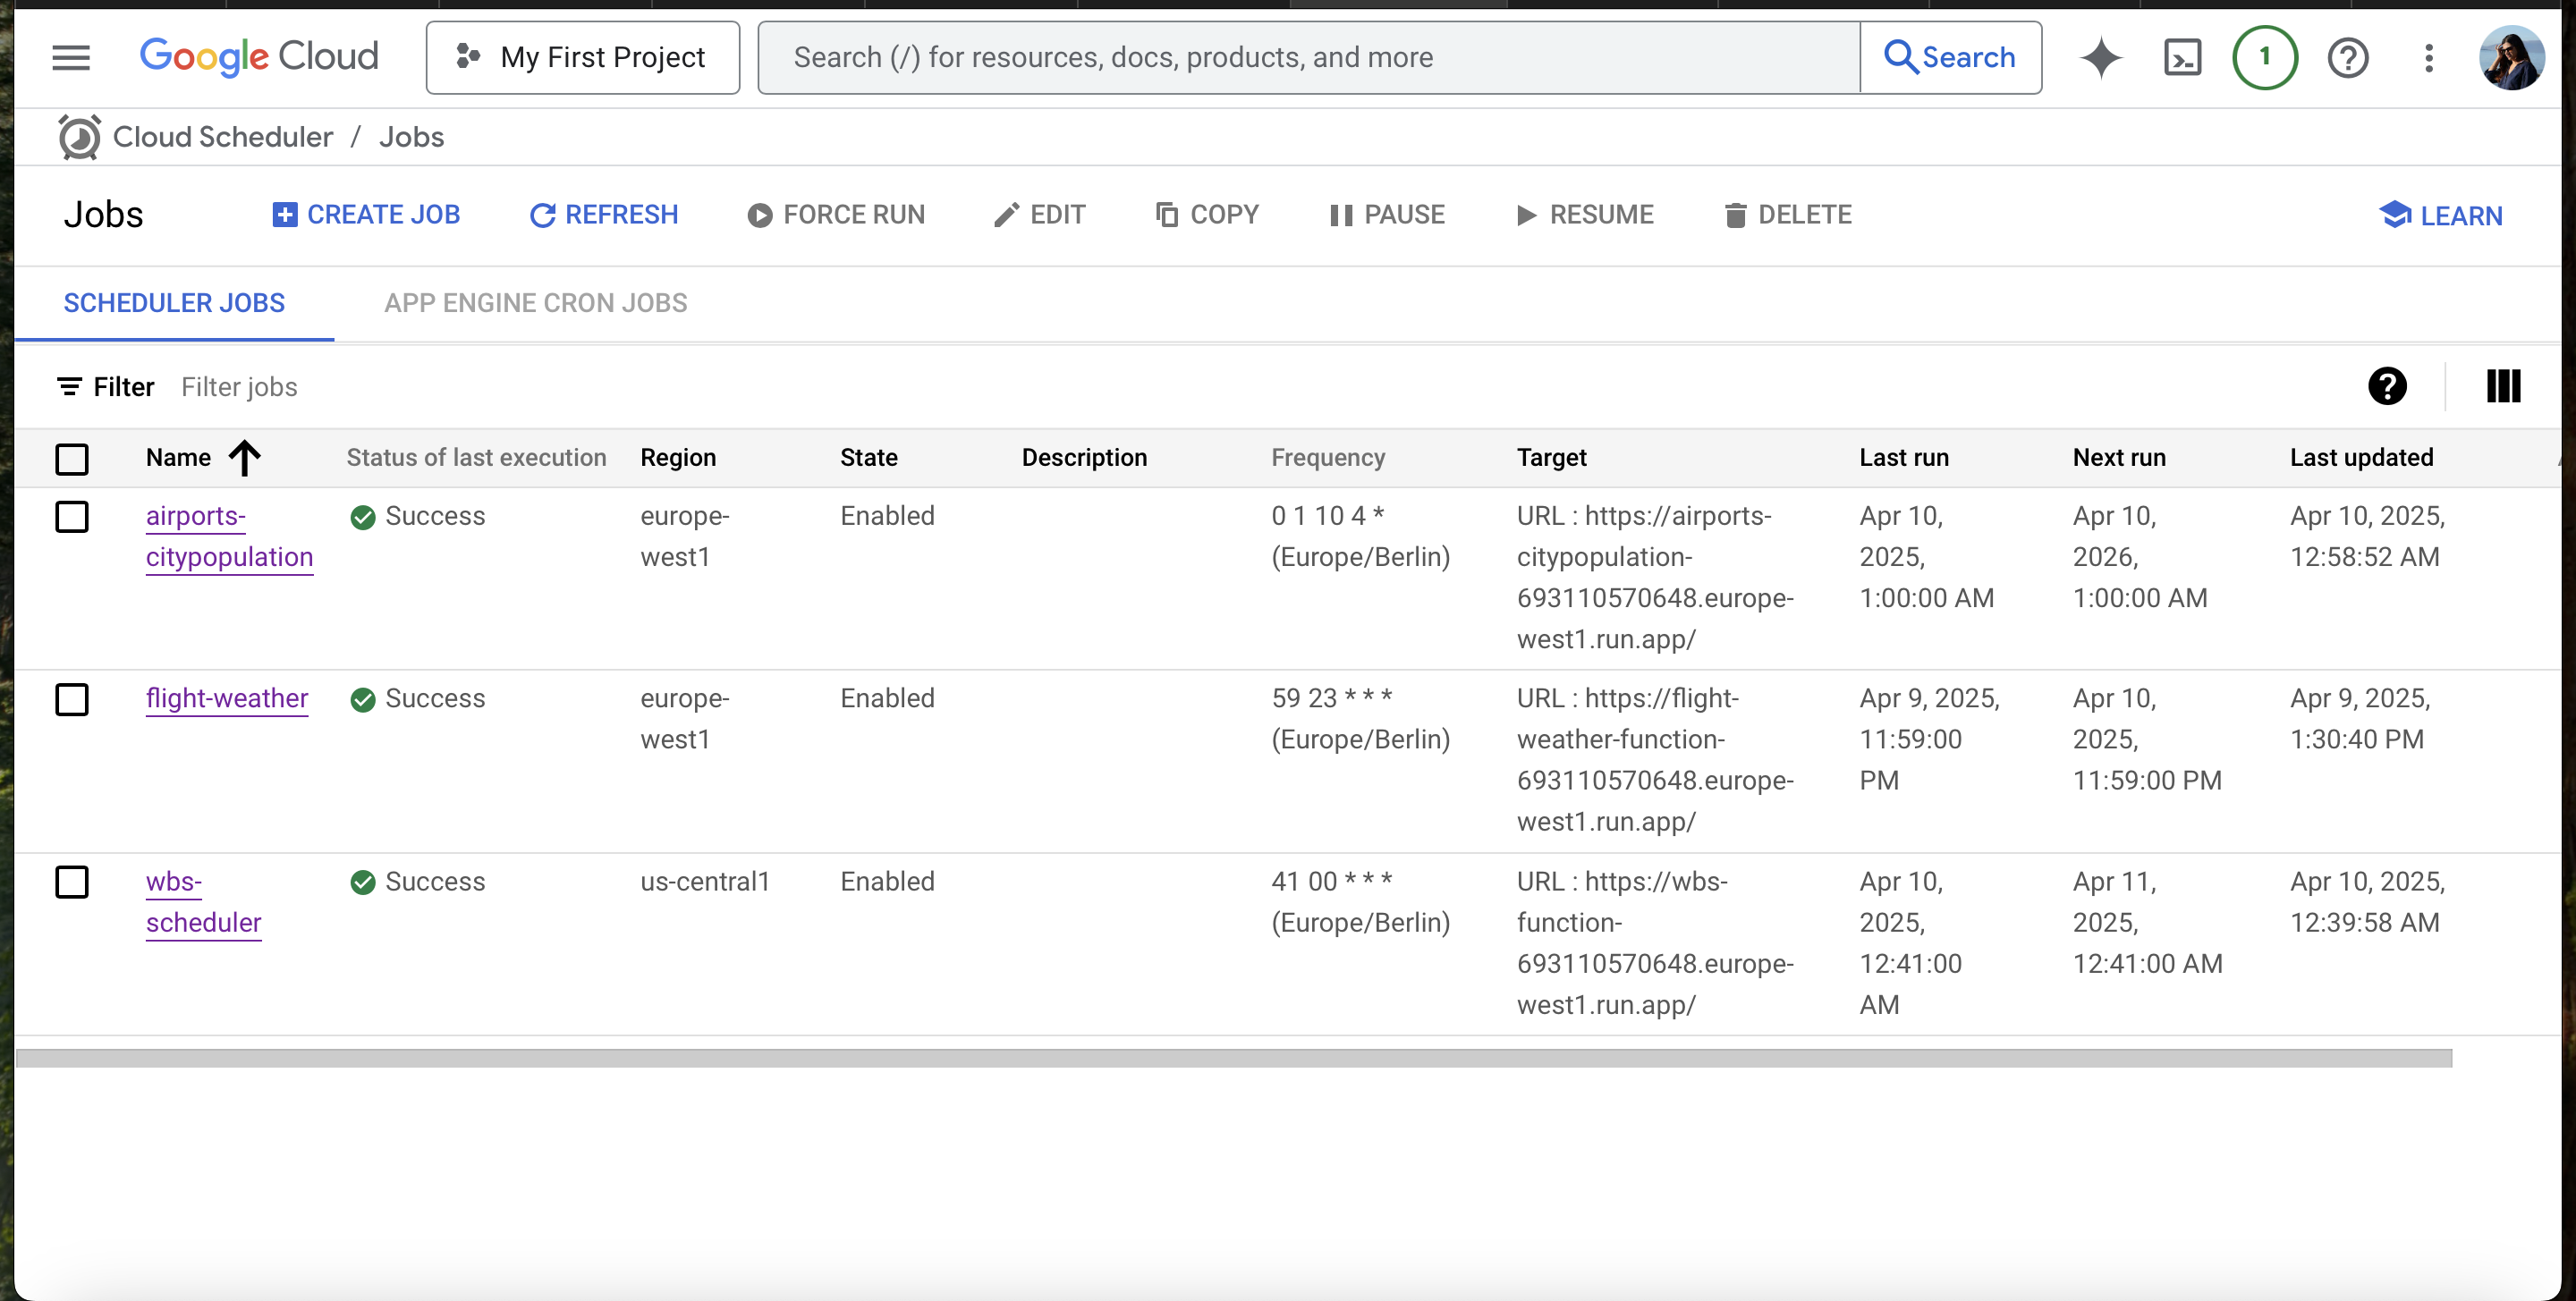 Google Cloud
My First Project
Search (/) for resources, docs, products, and more
Search
1
Cloud Scheduler / Jobs
Jobs
CREATE JOB
REFRESH
FORCE RUN
EDIT
COPY
PAUSE
RESUME
DELETE
LEARN
SCHEDULER JOBS
APP ENGINE CRON JOBS
Filter Filter jobs
Name Status of last execution Region State Description Frequency Target Last run Next run Last updated
airports- Success europe- Enabled 0 1 10 4 * URL : https://airports- Apr 10, Apr 10, Apr 10, 2025,
citypopulation west1 (Europe/Berlin) citypopulation- 2025, 2026, 12:58:52 AM
693110570648.europe- 1:00:00 AM 1:00:00 AM
west1.run.app/
flight-weather Success europe- Enabled 59 23 * * * URL : https://flight- Apr 9, 2025, Apr 10, Apr 9, 2025,
west1 (Europe/Berlin) weather-function- 11:59:00 2025, 1:30:40 PM
693110570648.europe- PM 11:59:00 PM
west1.run.app/
wbs- Success us-central1 Enabled 41 00 * * * URL : https://wbs- Apr 10, Apr 11, Apr 10, 2025,
scheduler (Europe/Berlin) function- 2025, 2025, 12:39:58 AM
693110570648.europe- 12:41:00 12:41:00 AM
west1.run.app/ AM